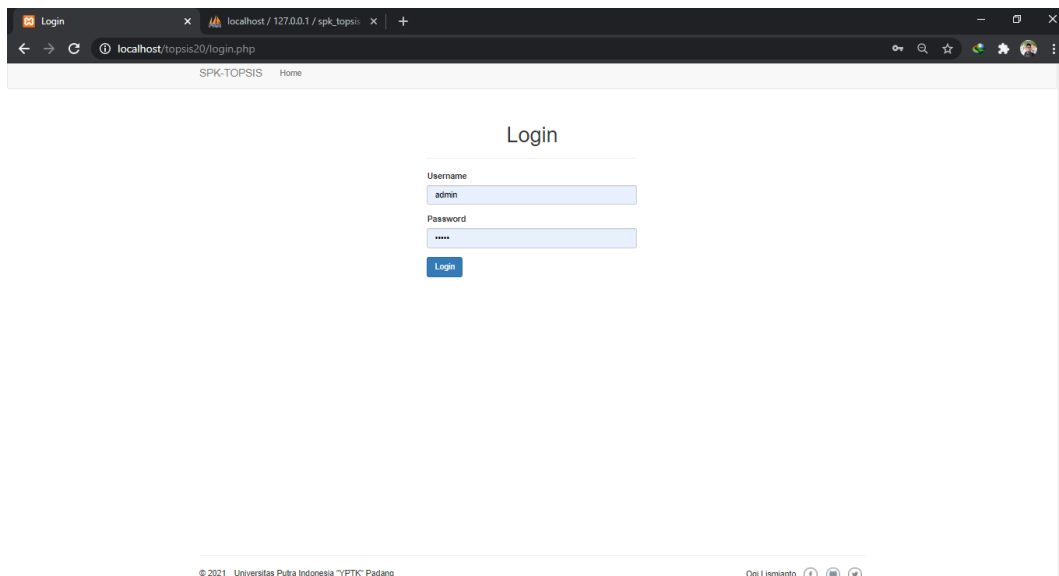 Login
localhost / 127.0.0.1 / spk_topsis
localhost/topsis20/login.php
SPK-TOPSIS Home
Login
Username
admin
Password
•••••
Login
© 2021 Universitas Putra Indonesia "YPTK" Padang
Ogi Lismianto